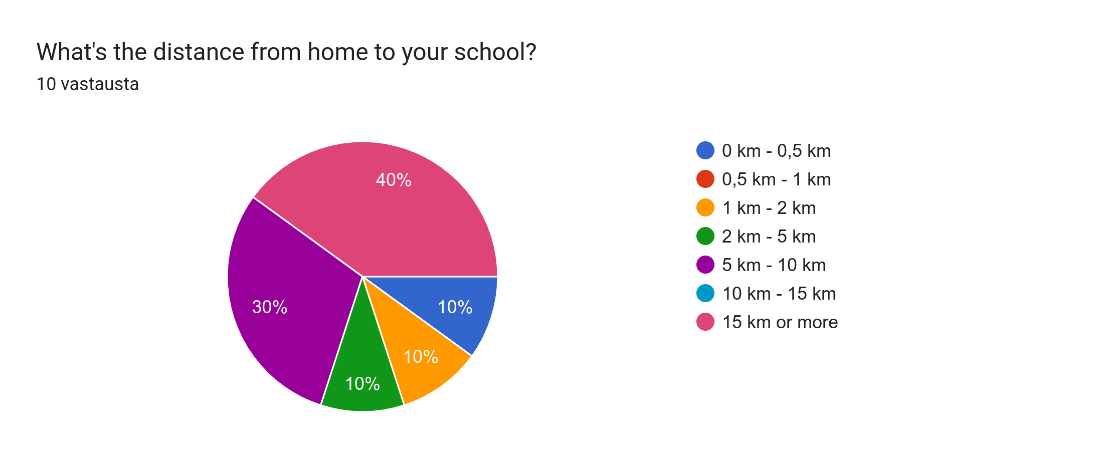 What's the distance from home to your school?
10 vastausta
40%
30%
10%
10%
10%
0 km - 0,5 km
0,5 km - 1 km
1 km - 2 km
2 km - 5 km
5 km - 10 km
10 km - 15 km
15 km or more